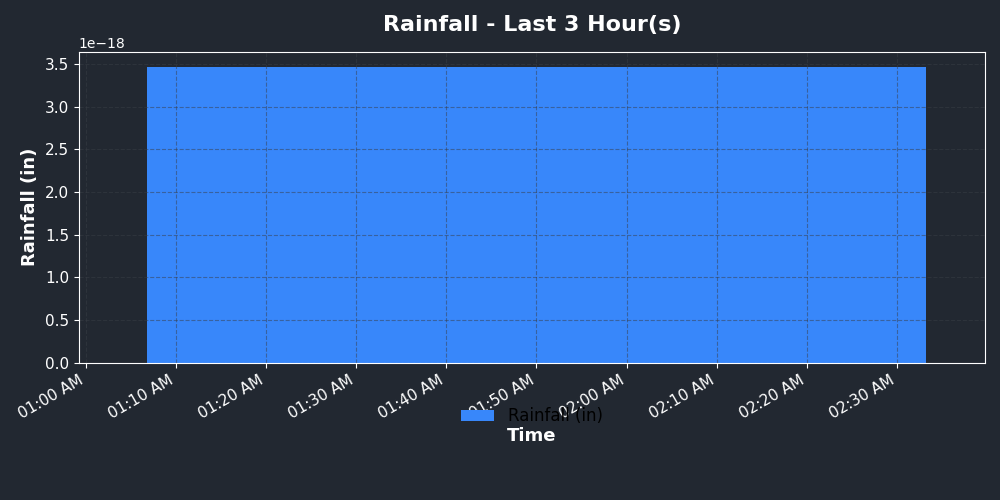 Rainfall - Last 3 Hour(s)
1e−18
3.5
3.0
2.5
2.0
1.5
1.0
0.5
0.0
Rainfall (in)
01:00 AM
01:10 AM
01:20 AM
01:30 AM
01:40 AM
01:50 AM
02:00 AM
02:10 AM
02:20 AM
02:30 AM
Rainfall (in)
Time